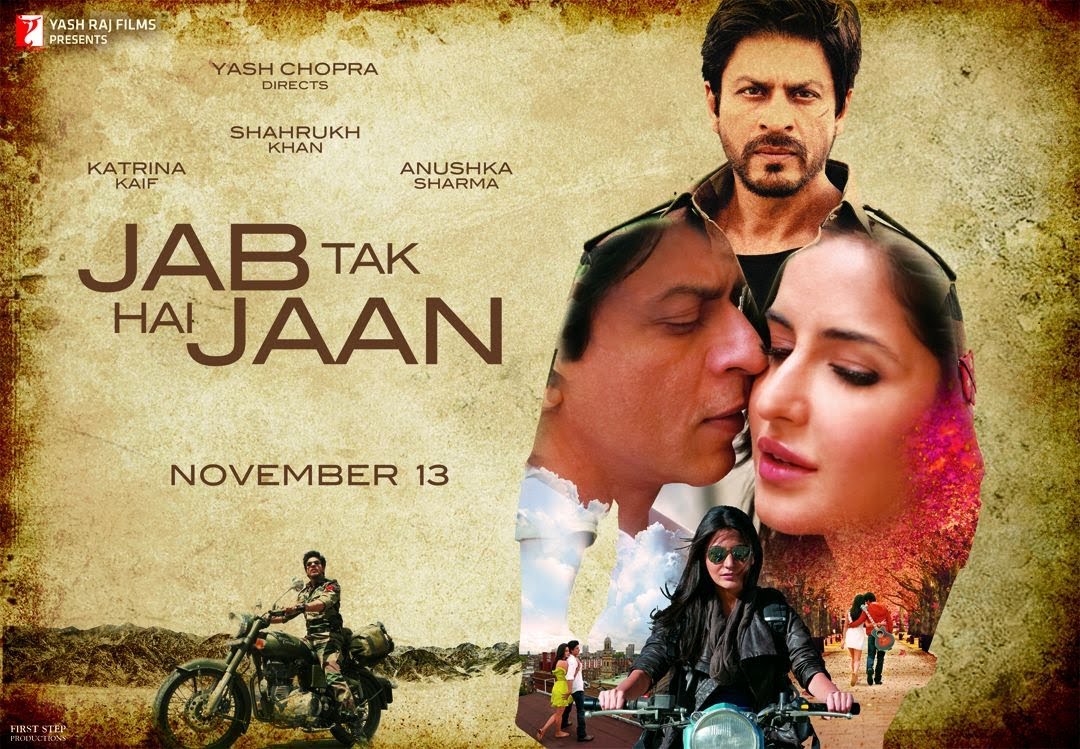 YASH RAJ FILMS
PRESENTS
YASH CHOPRA
DIRECTS
SHAHRUKH
KHAN
KATRINA
KAIF
ANUSHKA
SHARMA
JAB TAK
HAI JAAN
NOVEMBER 13
FIRST STEP
PRODUCTIONS